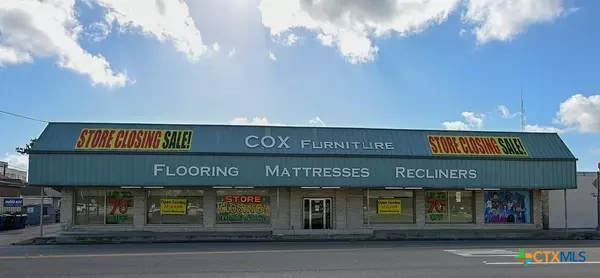 STORE CLOSING SALE!
COX FURNITURE
STORE CLOSING SALE!
FLOORING MATTRESSES RECLINERS
STORE
CLOSING
70
70
CTXMLS